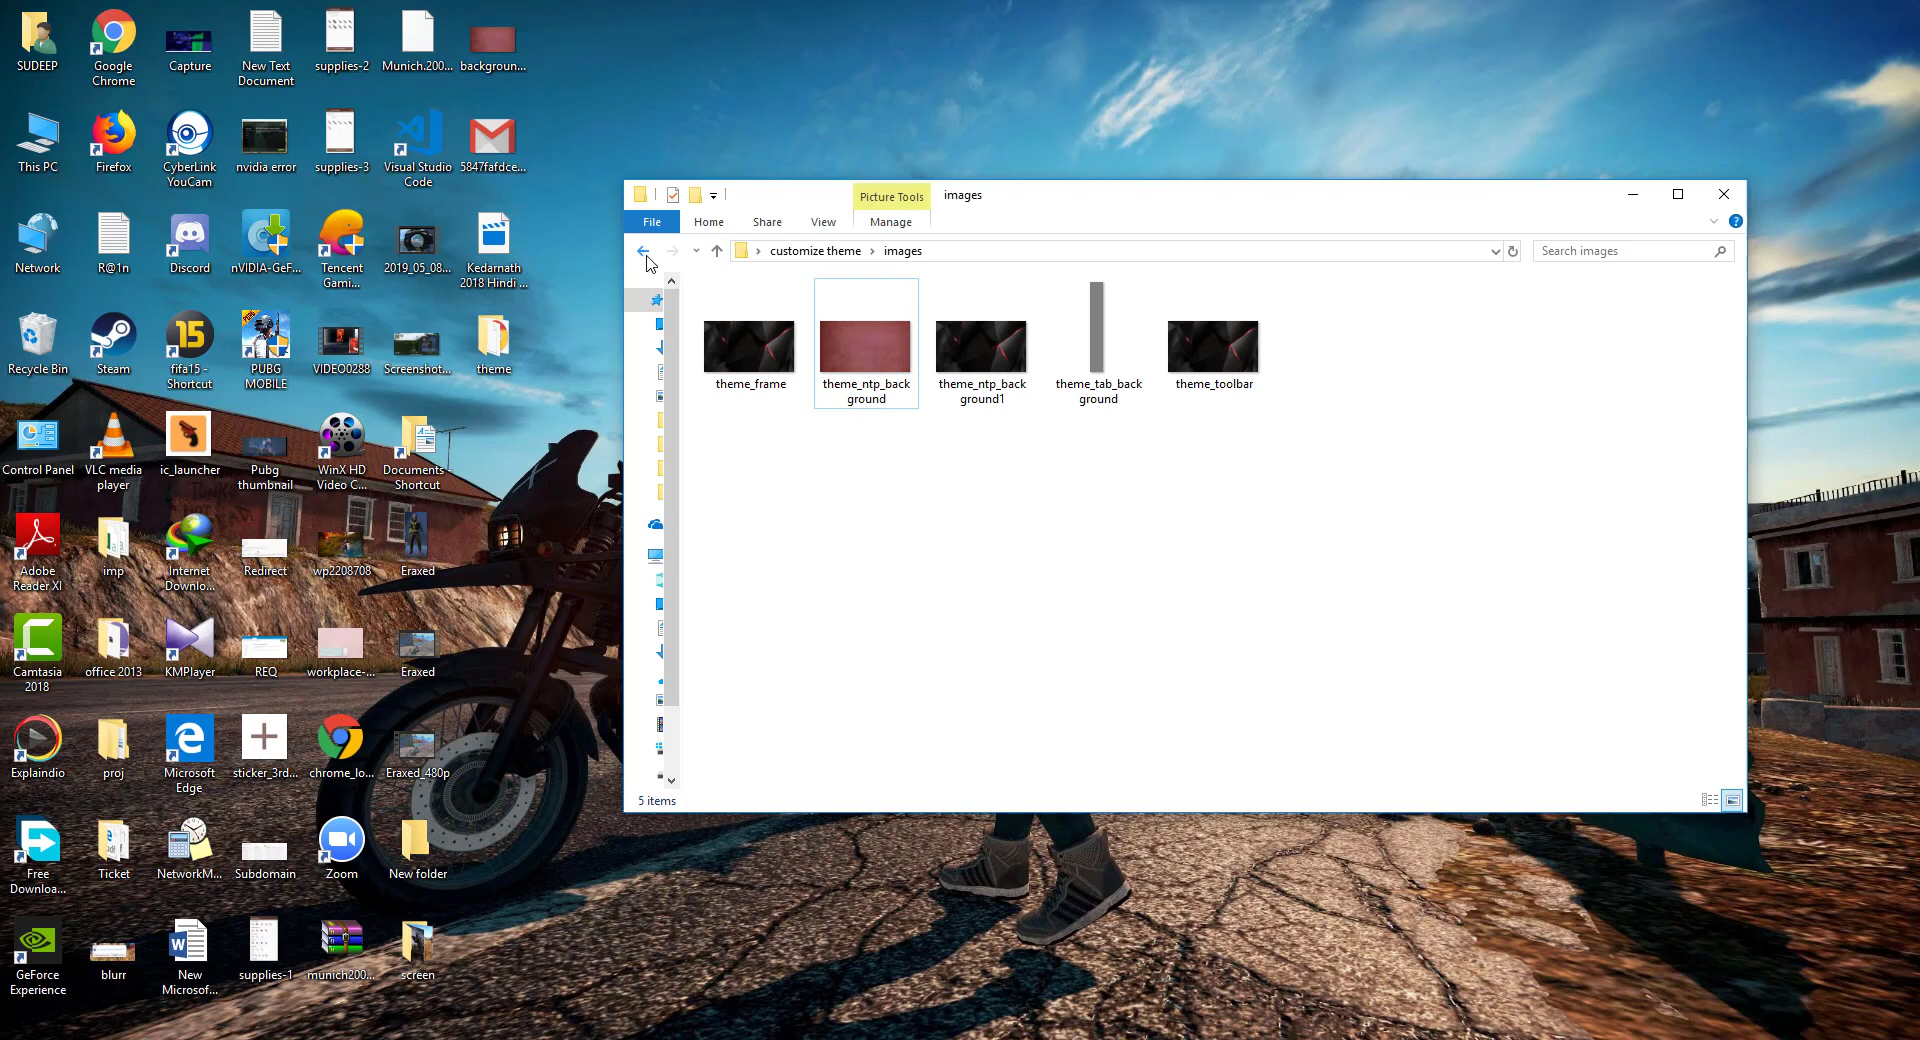 SUDEEP
Google
Chrome
Capture
New Text
Document
supplies-2
Munich.200...
backgroun...
This PC
Firefox
CyberLink
YouCam
nvidia error
supplies-3
Visual Studio
Code
5847fafdce...
Network
R@1n
Discord
nVIDIA-GeF...
Tencent
Gami...
2019_05_08...
Kedarnath
2018 Hindi ...
Recycle Bin
Steam
15
fifa15 -
Shortcut
PUBG
MOBILE
VIDEO0288
Screenshot...
theme
Control Panel
VLC media
player
ic_launcher
Pubg
thumbnail
WinX HD
Video C...
Documents -
Shortcut
Adobe
Reader XI
imp
Internet
Downlo...
Redirect
wp2208708
Eraxed
Camtasia
2018
office 2013
KMPlayer
REQ
workplace-...
Eraxed
Explaindio
proj
Microsoft
Edge
sticker_3rd...
chrome_lo...
Eraxed_480p
Free
Downloa...
Ticket
NetworkM...
Subdomain
Zoom
New folder
GeForce
Experience
blurr
New
Microsof...
supplies-1
munich200...
screen
Picture Tools
images
File
Home
Share
View
Manage
customize theme
images
Search images
theme_frame
theme_ntp_back
ground
theme_ntp_back
ground1
theme_tab_back
ground
theme_toolbar
5 items